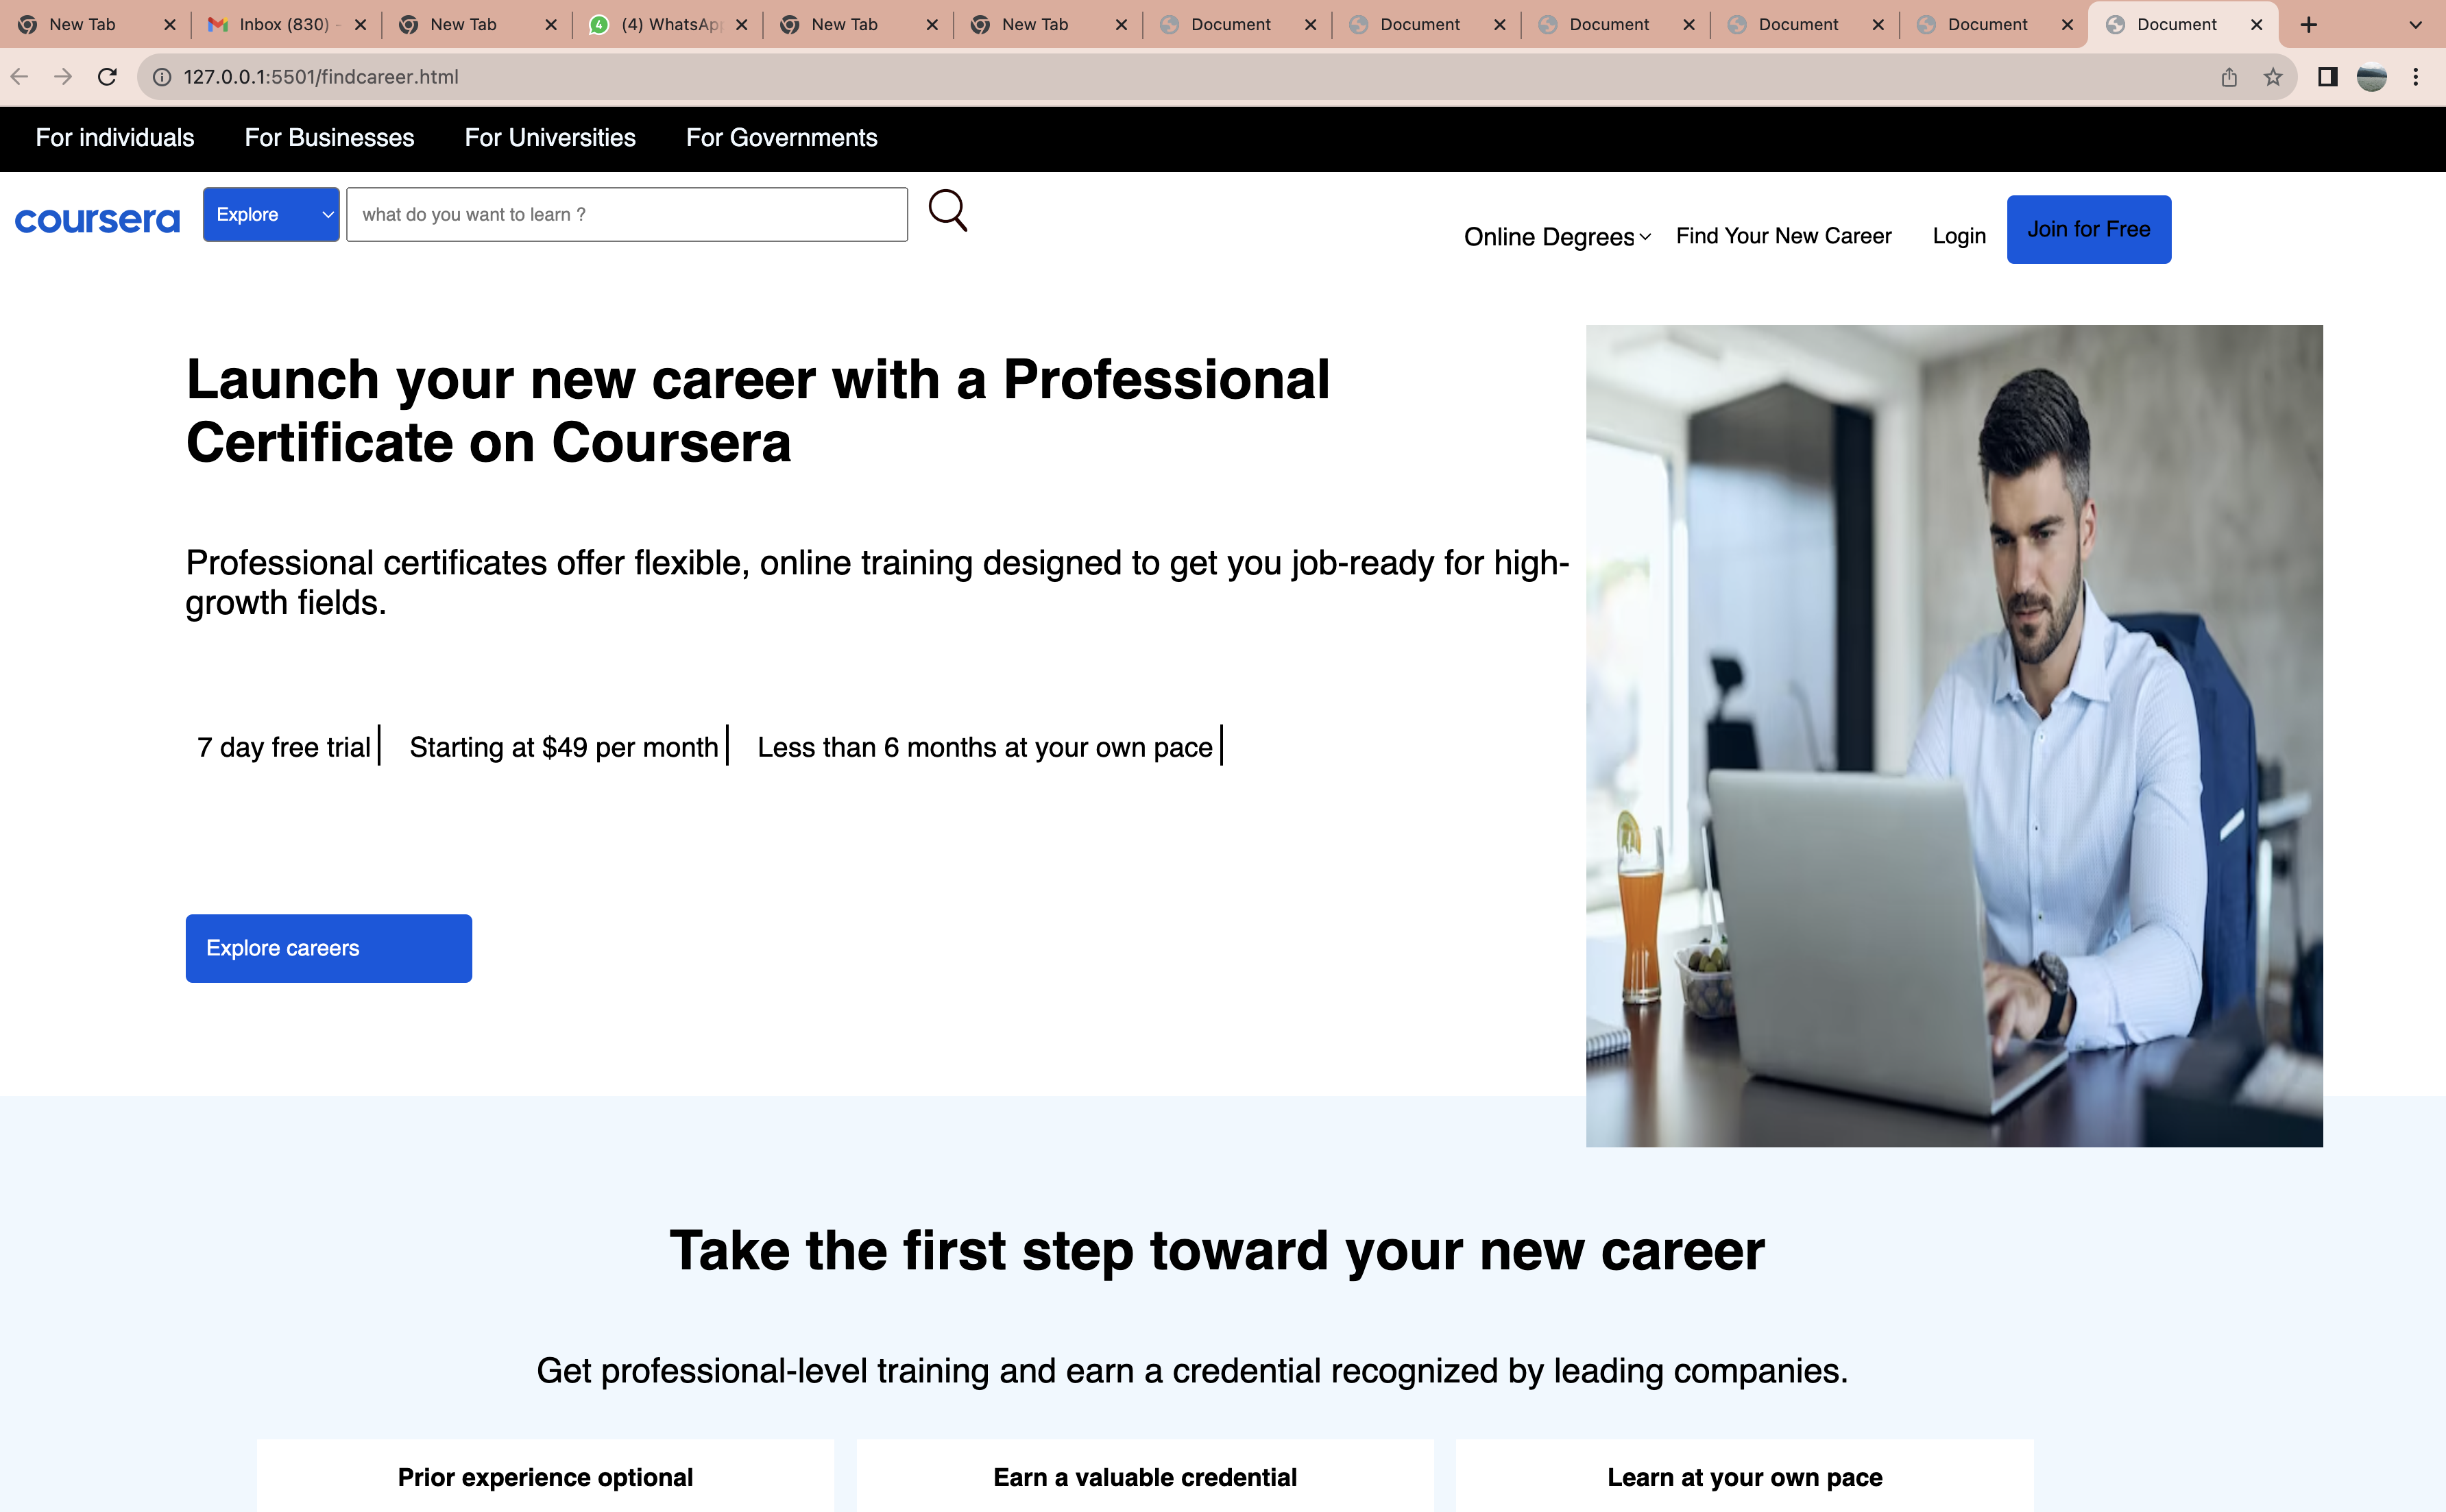 New Tab
Inbox (830) -
New Tab
4
(4) WhatsApp
New Tab
New Tab
Document
Document
Document
Document
Document
Document
127.0.0.1:5501/findcareer.html
For individuals
For Businesses
For Universities
For Governments
coursera
Explore
what do you want to learn ?
Online Degrees
Find Your New Career
Login
Join for Free
Launch your new career with a Professional
Certificate on Coursera
Professional certificates offer flexible, online training designed to get you job-ready for high-
growth fields.
7 day free trial
Starting at $49 per month
Less than 6 months at your own pace
Explore careers
Take the first step toward your new career
Get professional-level training and earn a credential recognized by leading companies.
Prior experience optional
Earn a valuable credential
Learn at your own pace